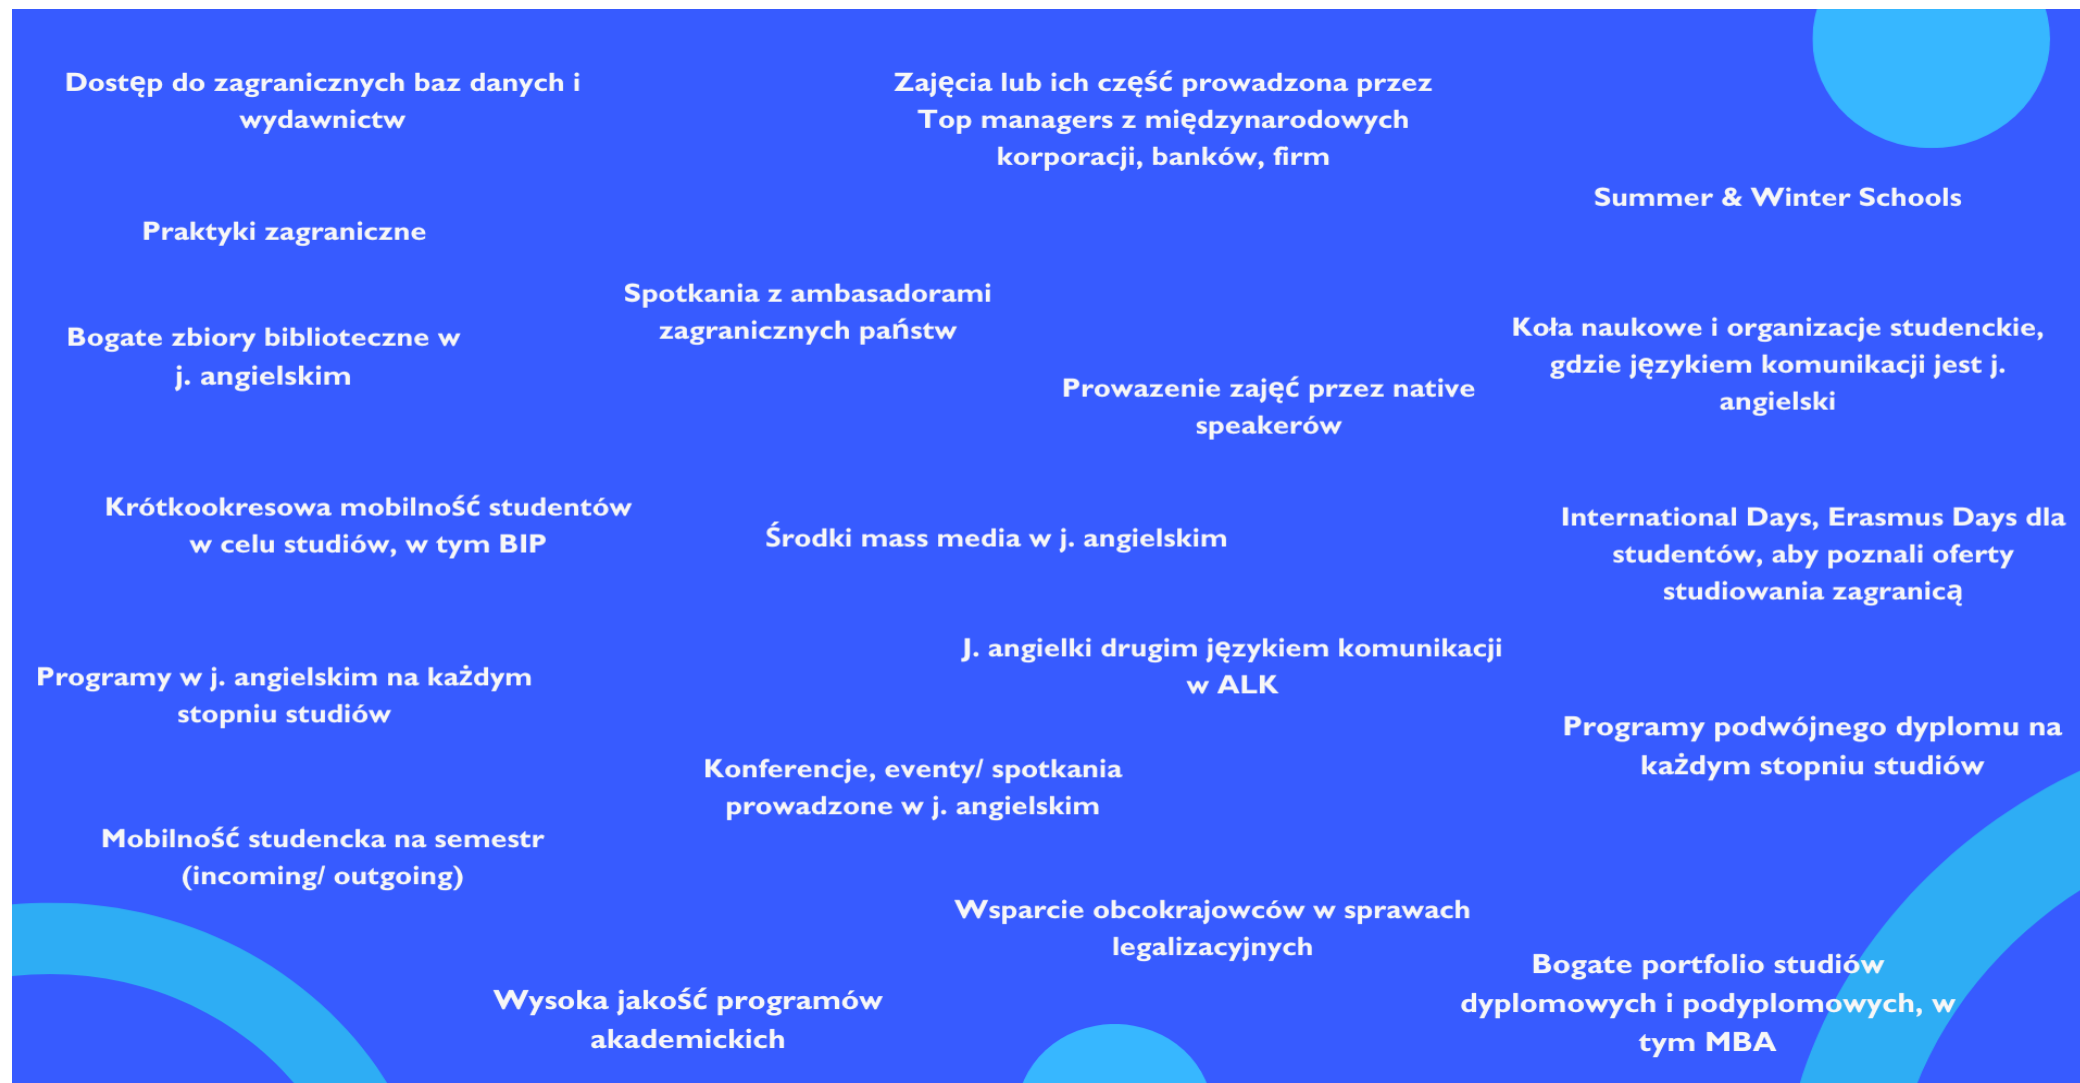 Dostęp do zagranicznych baz danych i
wydawnictw
Zajęcia lub ich część prowadzona przez
Top managers z międzynarodowych
korporacji, banków, firm
Summer & Winter Schools
Praktyki zagraniczne
Spotkania z ambasadorami
zagranicznych państw
Bogate zbiory biblioteczne w
j. angielskim
Koła naukowe i organizacje studenckie,
gdzie językiem komunikacji jest j.
angielski
Prowazenie zajęć przez native
speakerów
Krótkookresowa mobilność studentów
w celu studiów, w tym BIP
Środki mass media w j. angielskim
International Days, Erasmus Days dla
studentów, aby poznali oferty
studiowania zagranicą
J. angielki drugim językiem komunikacji
w ALK
Programy w j. angielskim na każdym
stopniu studiów
Programy podwójnego dyplomu na
każdym stopniu studiów
Konferencje, eventy/ spotkania
prowadzone w j. angielskim
Mobilność studencka na semestr
(incoming/ outgoing)
Wsparcie obcokrajowców w sprawach
legalizacyjnych
Bogate portfolio studiów
dyplomowych i podyplomowych, w
tym MBA
Wysoka jakość programów
akademickich